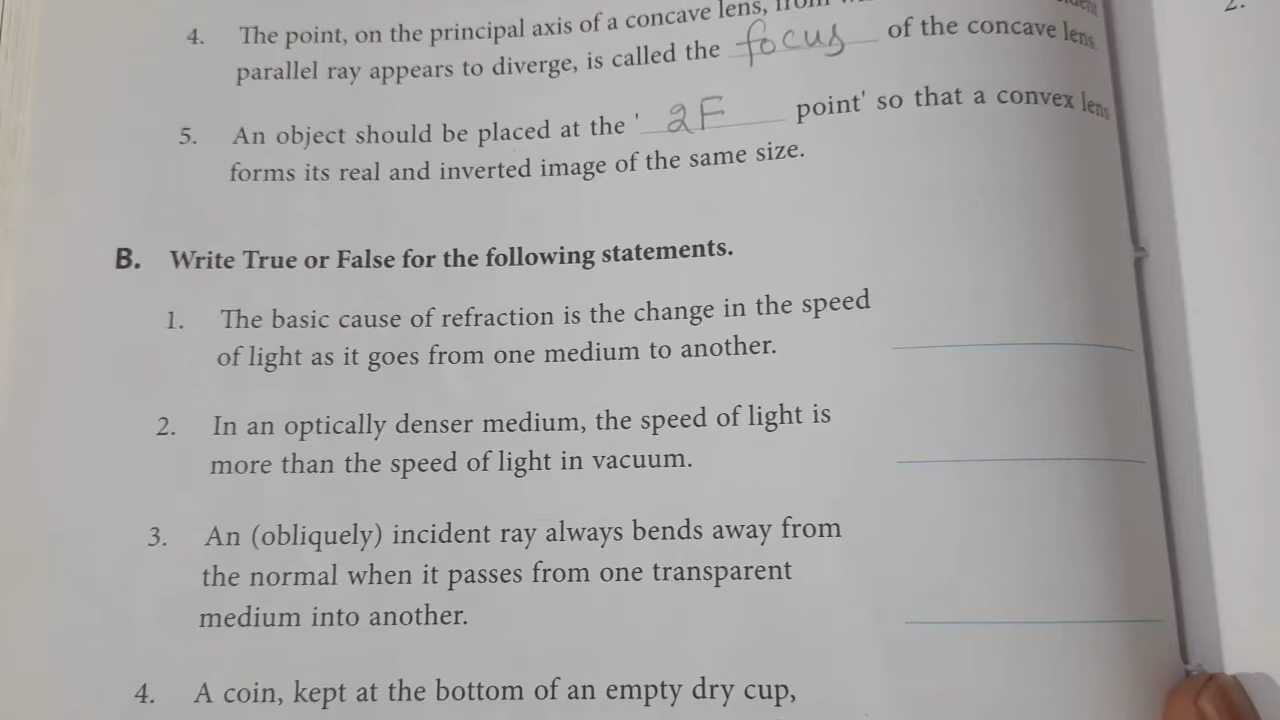 4. The point, on the principal axis of a concave lens,
parallel ray appears to diverge, is called the focus of the concave lens.
5. An object should be placed at the ' 2F point' so that a convex lens
forms its real and inverted image of the same size.
B. Write True or False for the following statements.
1. The basic cause of refraction is the change in the speed
of light as it goes from one medium to another.
2. In an optically denser medium, the speed of light is
more than the speed of light in vacuum.
3. An (obliquely) incident ray always bends away from
the normal when it passes from one transparent
medium into another.
4. A coin, kept at the bottom of an empty dry cup,